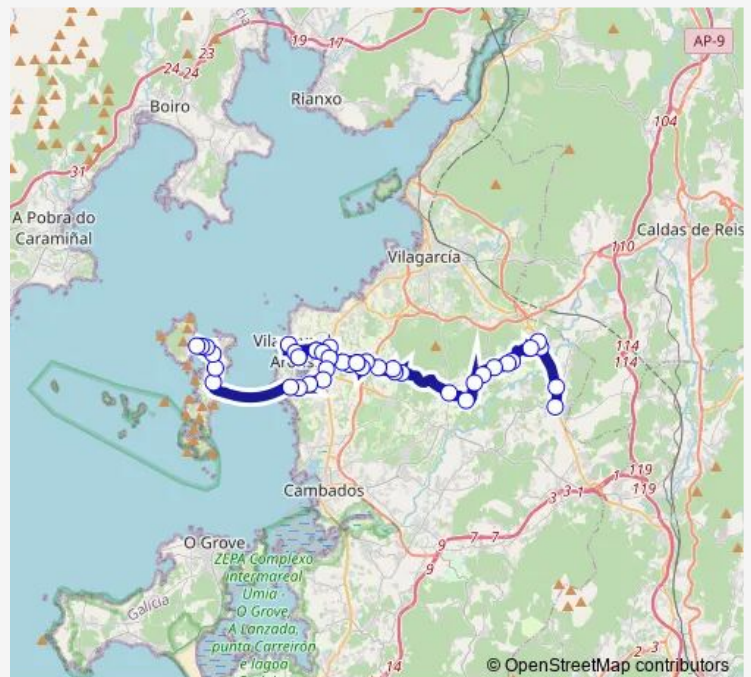 AP-9
19
17
23
24
24
Boiro
Rianxo
104
31
A Pobra do
Caramiñal
110
Caldas de Reis
Vilagarcía
114
114
Cambados
119
119
1
3
3
1
7
7
9
9
O Grove
ZEPA Complexo
intermareal
Umia -
O Grove,
A Lanzada,
punta Carreirón
e lagoa
Galicia
14
3
2
© OpenStreetMap contributors